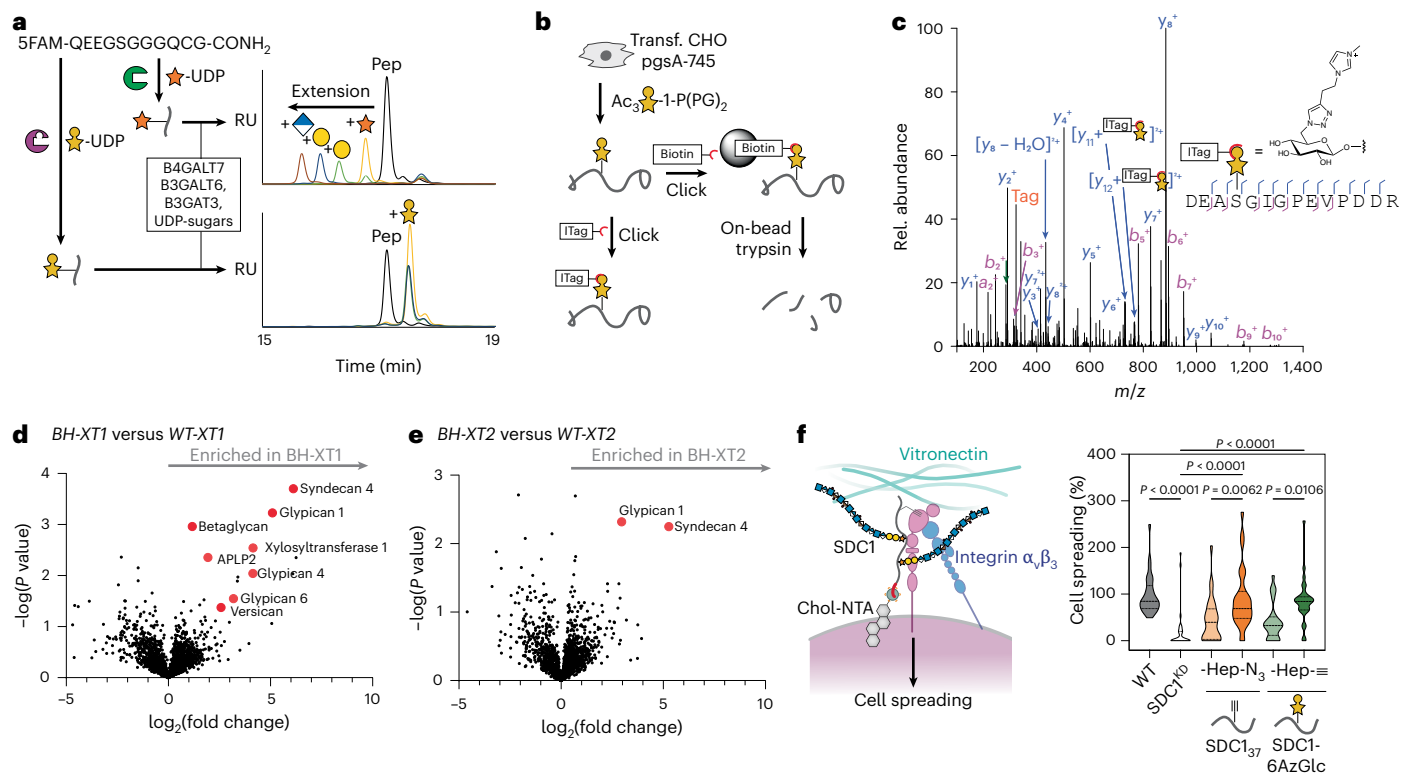 a
5FAM-QEEGSGGGQCG-CONH2
-UDP
-UDP
RU
B4GALT7
B3GALT6,
B3GAT3,
UDP-sugars
RU
Extension
Pep
+
+
+
+
Pep
+
15
19
Time (min)
b
Transf. CHO
pgsA-745
Ac3
-1-P(PG)2
Biotin
Biotin
Click
ITag
Click
ITag
On-bead
trypsin
c
Rel. abundance
100
80
60
40
20
0
200
400
600
800
1,000
1,200
1,400
m/z
y1+
a2+
b2+
y2+
Tag
b3+
y3+
y7²+
[y8 – H2O]²+
y8²+
y4+
y5+
y6+
[y11+ ITag ]²+
[y12+ ITag ]²+
b5+
y7+
y8+
b6+
b7+
y9+
y10+
b9+
b10+
ITag
=
N
N+
N=N
N
HO
HO
OH
O
O
DEASGIGPEVPDDR
d
BH-XT1 versus WT-XT1
Enriched in BH-XT1
–log(P value)
4
3
2
1
0
–5
0
5
10
log2(fold change)
Syndecan 4
Glypican 1
Betaglycan
Xylosyltransferase 1
APLP2
Glypican 4
Glypican 6
Versican
e
BH-XT2 versus WT-XT2
Enriched in BH-XT2
–log(P value)
3
2
1
0
–5
0
5
10
log2(fold change)
Glypican 1
Syndecan 4
f
Vitronectin
SDC1
Integrin αvβ3
Chol-NTA
Cell spreading
Cell spreading (%)
400
300
200
100
0
P < 0.0001
P < 0.0001
P < 0.0001
P = 0.0062
P = 0.0106
WT
SDC1KD
-Hep-N3
-Hep-≡
SDC137
SDC1-
6AzGlc